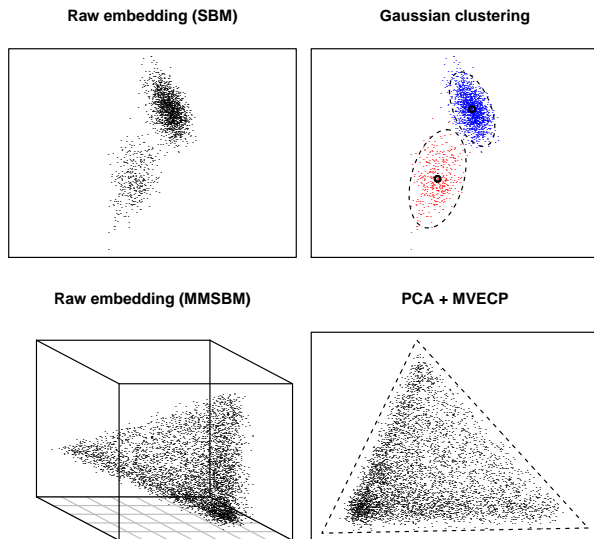 Raw embedding (SBM)
Gaussian clustering
Raw embedding (MMSBM)
PCA + MVECP